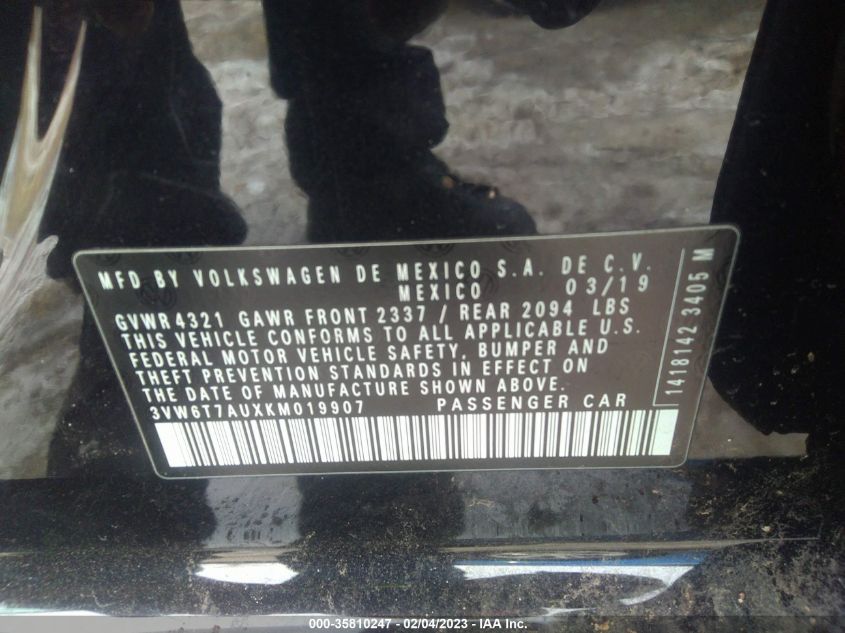 MFD BY VOLKSWAGEN DE MEXICO S.A. DE C.V.
MEXICO 03/19
GVWR 4321 GAWR FRONT 2337 / REAR 2094 LBS
THIS VEHICLE CONFORMS TO ALL APPLICABLE U.S.
FEDERAL MOTOR VEHICLE SAFETY, BUMPER AND
THEFT PREVENTION STANDARDS IN EFFECT ON
THE DATE OF MANUFACTURE SHOWN ABOVE.
3VW6T7AUXKM019907 PASSENGER CAR
1418142 3405 M
000-35810247 - 02/04/2023 - IAA Inc.